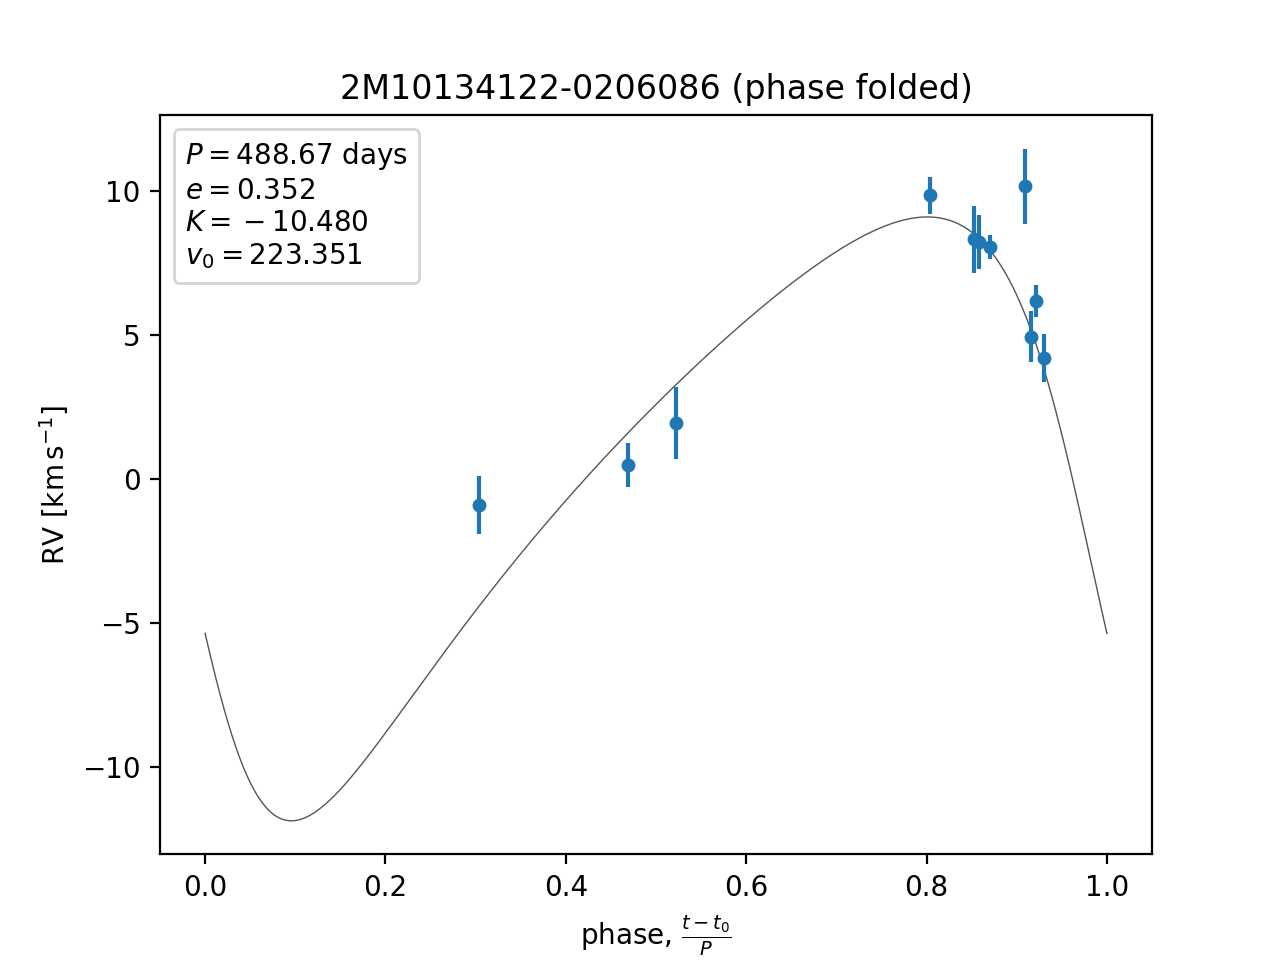 2M10134122-0206086 (phase folded)
P = 488.67 days
e = 0.352
K = −10.480
v₀ = 223.351
RV [km s⁻¹]
10
5
0
−5
−10
0.0 0.2 0.4 0.6 0.8 1.0
phase, (t − t₀)/P